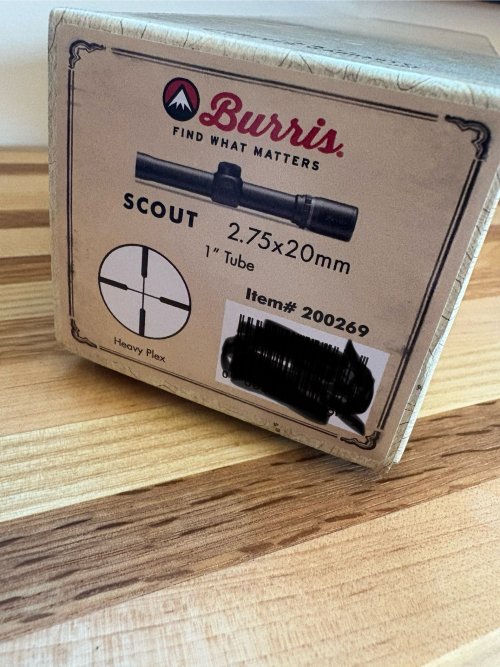 Burris.
FIND WHAT MATTERS
SCOUT 2.75x20mm
1" Tube
Item# 200269
Heavy Plex